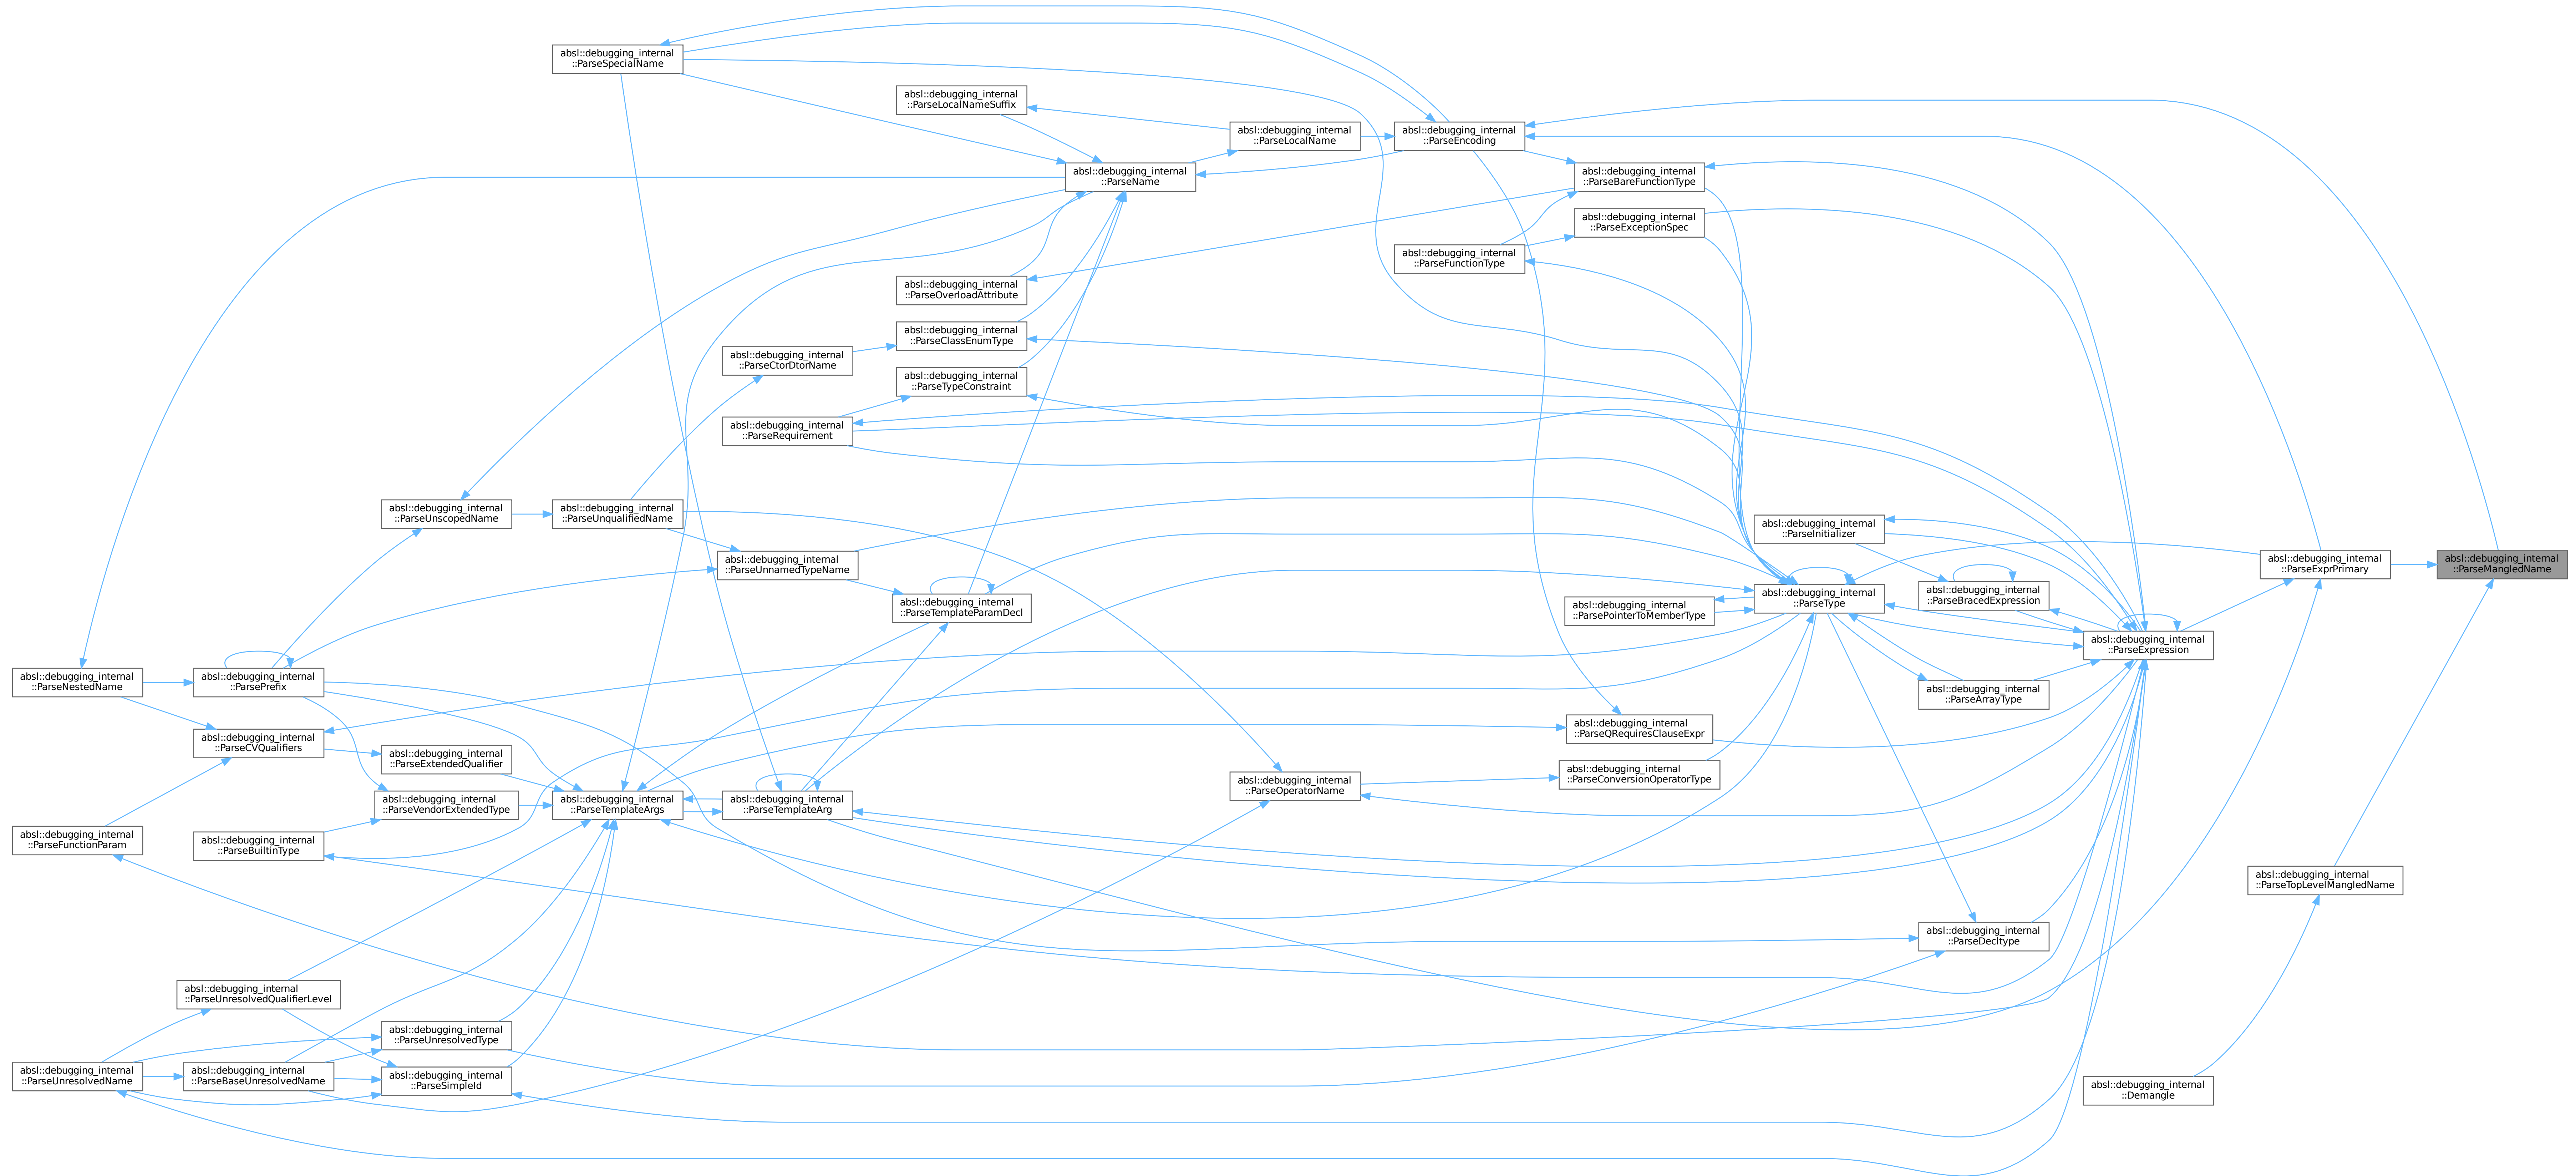 absl::debugging_internal
::ParseSpecialName
absl::debugging_internal
::ParseLocalNameSuffix
absl::debugging_internal
::ParseLocalName
absl::debugging_internal
::ParseEncoding
absl::debugging_internal
::ParseName
absl::debugging_internal
::ParseBareFunctionType
absl::debugging_internal
::ParseExceptionSpec
absl::debugging_internal
::ParseFunctionType
absl::debugging_internal
::ParseOverloadAttribute
absl::debugging_internal
::ParseClassEnumType
absl::debugging_internal
::ParseCtorDtorName
absl::debugging_internal
::ParseTypeConstraint
absl::debugging_internal
::ParseRequirement
absl::debugging_internal
::ParseUnscopedName
absl::debugging_internal
::ParseUnqualifiedName
absl::debugging_internal
::ParseInitializer
absl::debugging_internal
::ParseUnnamedTypeName
absl::debugging_internal
::ParseExprPrimary
absl::debugging_internal
::ParseMangledName
absl::debugging_internal
::ParseTemplateParamDecl
absl::debugging_internal
::ParsePointerToMemberType
absl::debugging_internal
::ParseType
absl::debugging_internal
::ParseBracedExpression
absl::debugging_internal
::ParseExpression
absl::debugging_internal
::ParseNestedName
absl::debugging_internal
::ParsePrefix
absl::debugging_internal
::ParseArrayType
absl::debugging_internal
::ParseCVQualifiers
absl::debugging_internal
::ParseExtendedQualifier
absl::debugging_internal
::ParseQRequiresClauseExpr
absl::debugging_internal
::ParseConversionOperatorType
absl::debugging_internal
::ParseOperatorName
absl::debugging_internal
::ParseVendorExtendedType
absl::debugging_internal
::ParseTemplateArgs
absl::debugging_internal
::ParseTemplateArg
absl::debugging_internal
::ParseFunctionParam
absl::debugging_internal
::ParseBuiltinType
absl::debugging_internal
::ParseTopLevelMangledName
absl::debugging_internal
::ParseDecltype
absl::debugging_internal
::ParseUnresolvedQualifierLevel
absl::debugging_internal
::ParseUnresolvedType
absl::debugging_internal
::ParseUnresolvedName
absl::debugging_internal
::ParseBaseUnresolvedName
absl::debugging_internal
::ParseSimpleId
absl::debugging_internal
::Demangle